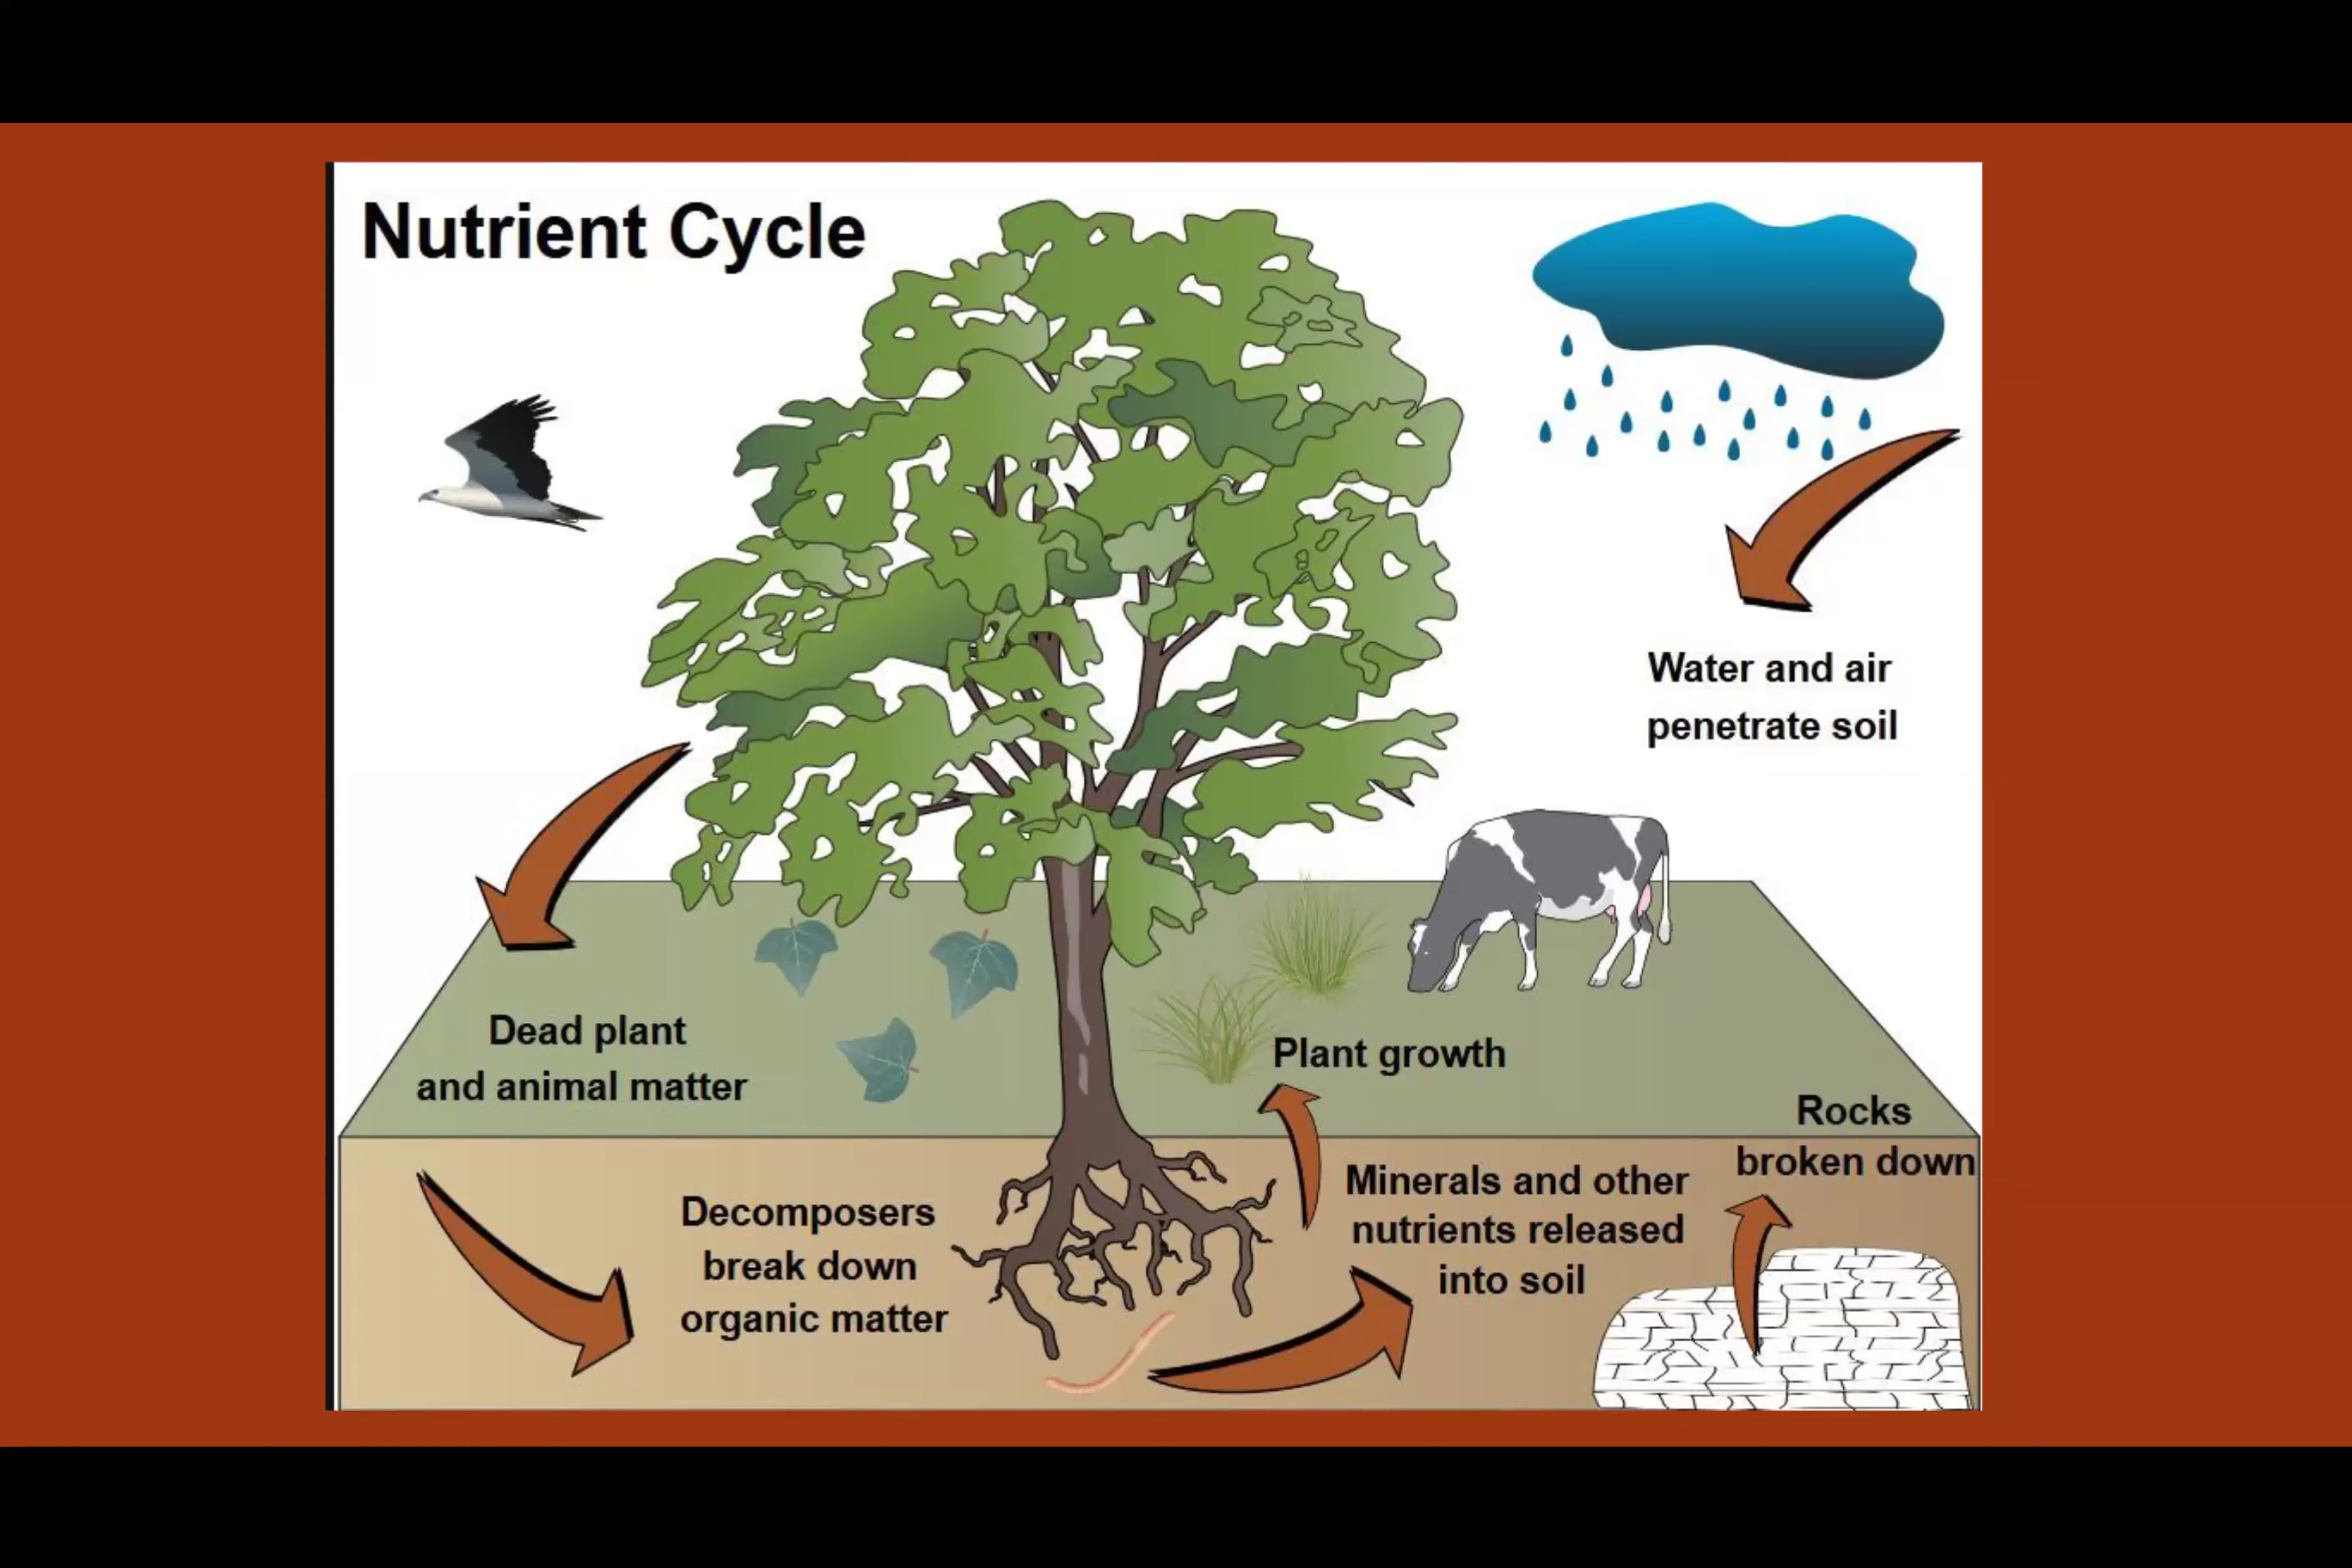 Nutrient Cycle
Water and air
penetrate soil
Dead plant
and animal matter
Plant growth
Rocks
broken down
Decomposers
break down
organic matter
Minerals and other
nutrients released
into soil